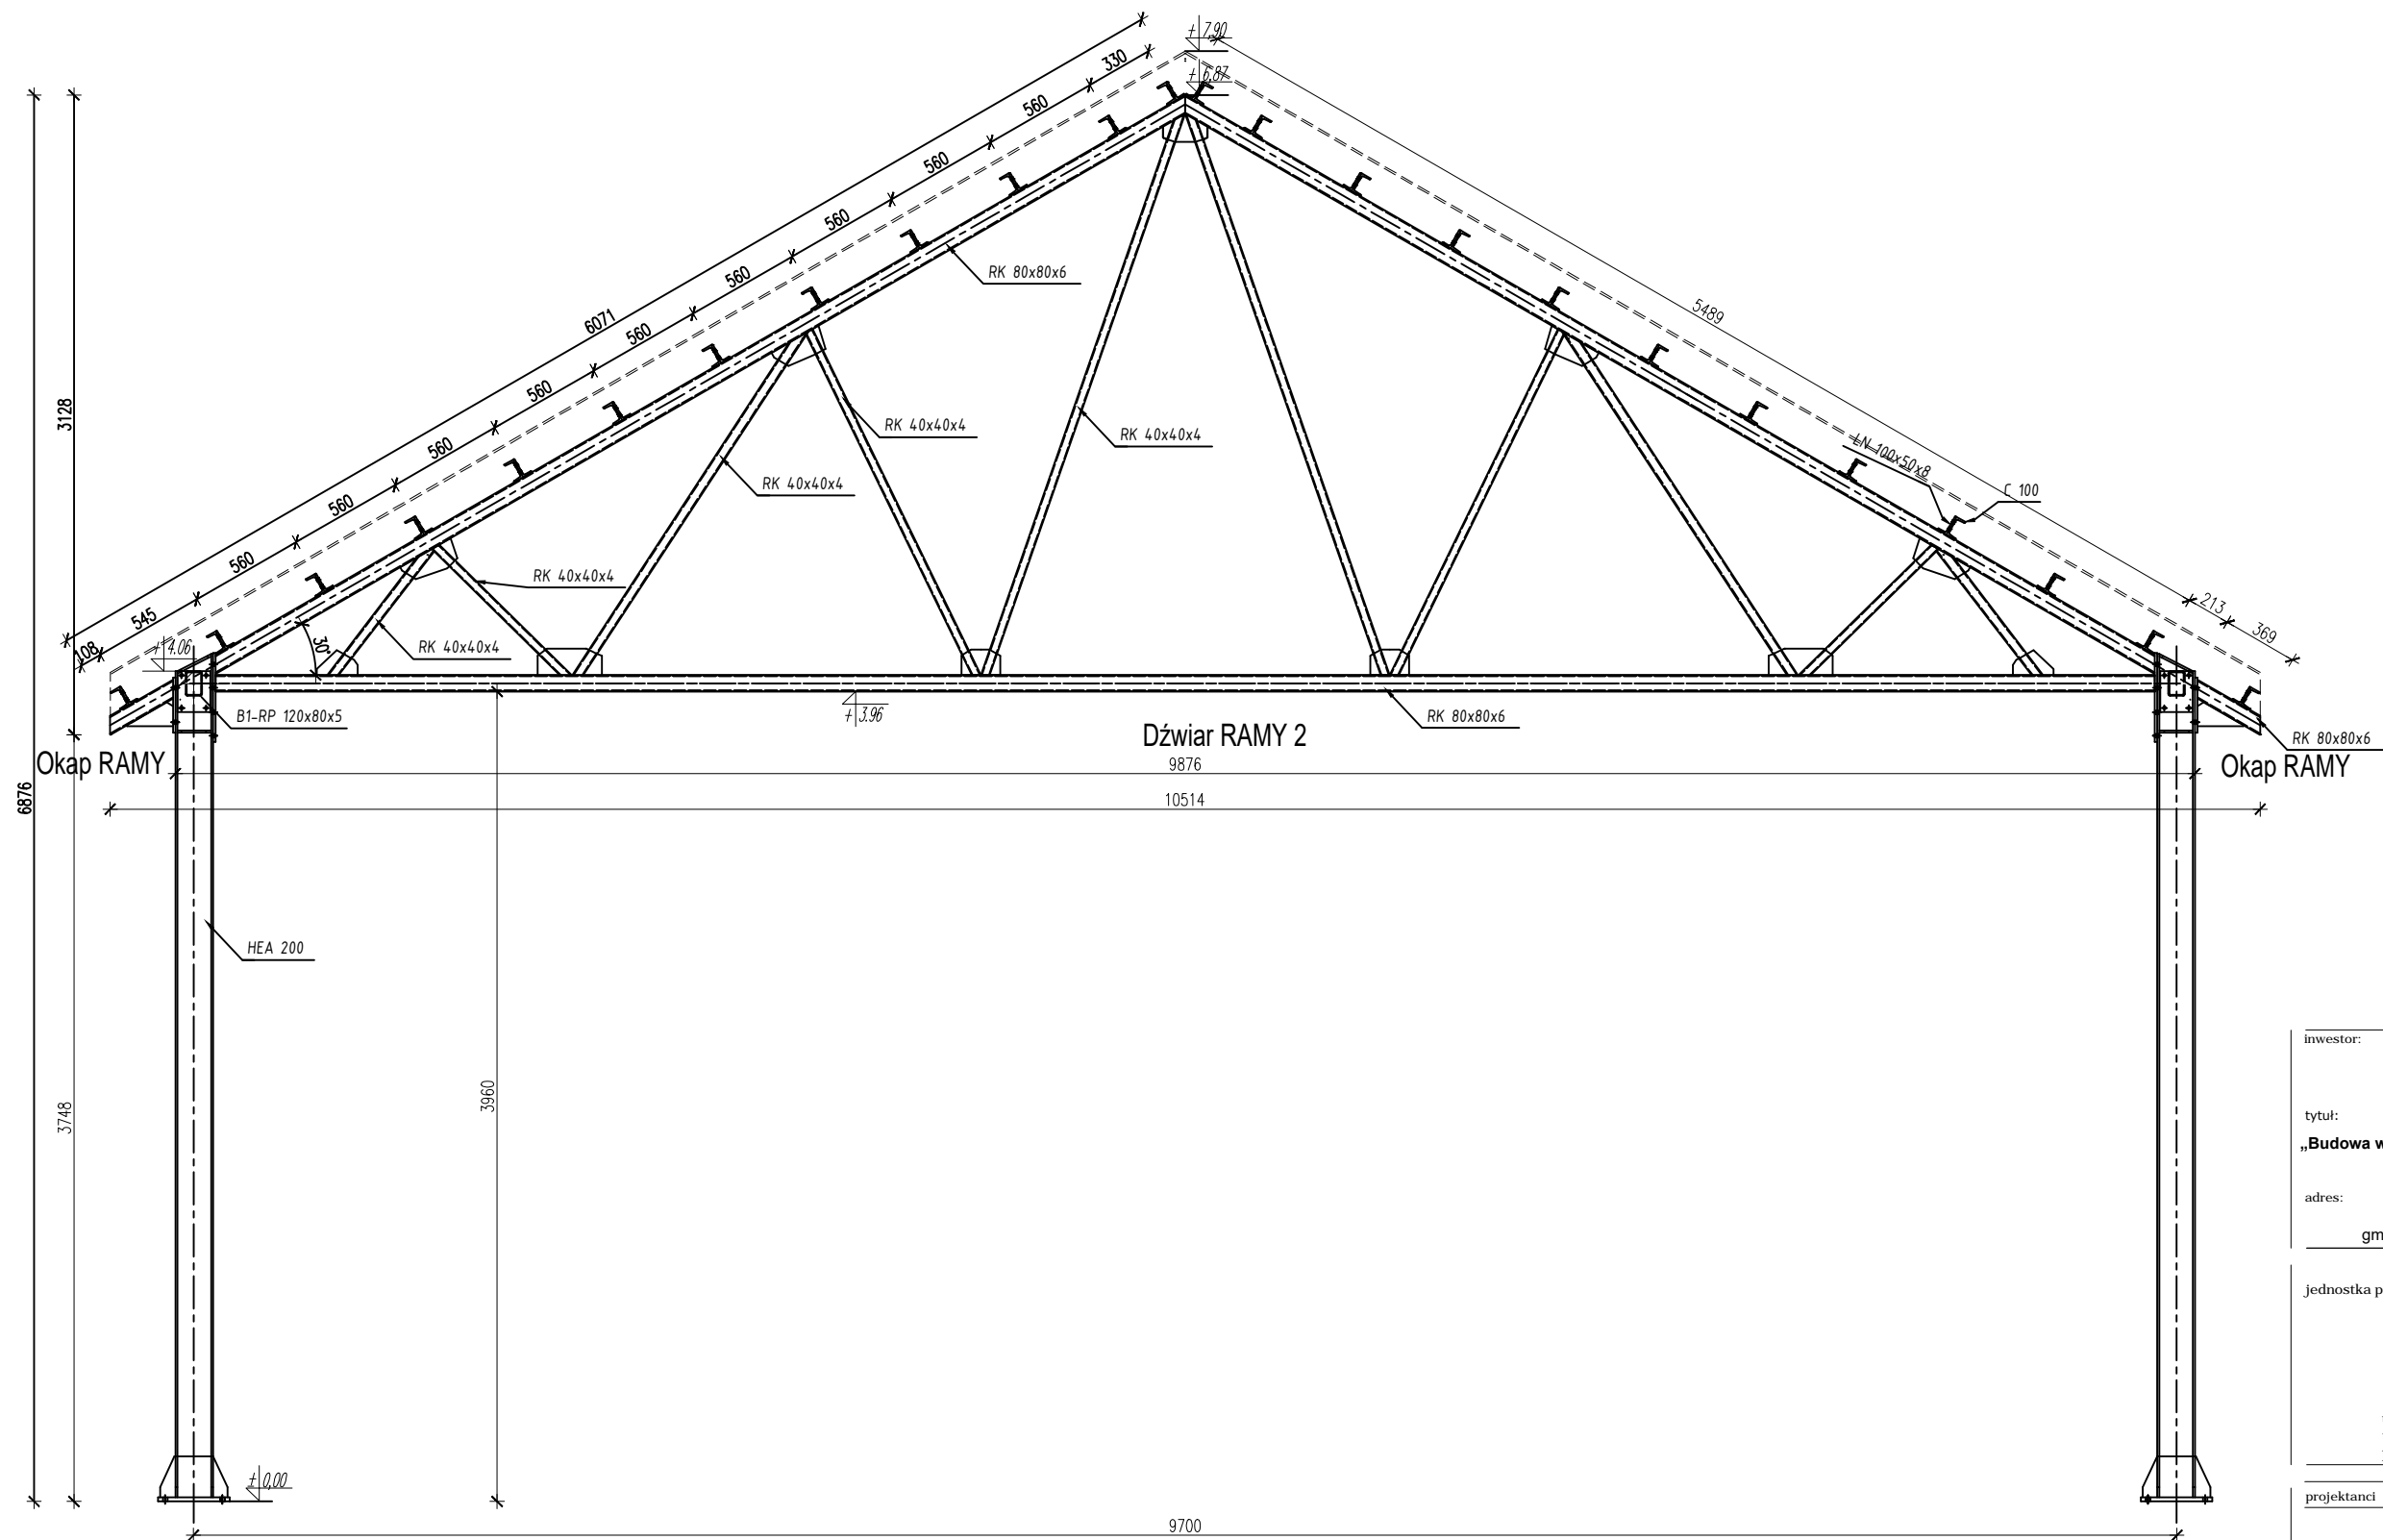 + 7,90
+ 6,87
330
560
560
560
560
560
560
560
560
560
560
545
108
6071
5489
213
369
3128
6876
3748
RK 80x80x6
RK 40x40x4
RK 40x40x4
RK 40x40x4
LN 100x50x8
C 100
RK 40x40x4
RK 40x40x4
30°
+ 4.06
B1-RP 120x80x5
+ 3.96
RK 80x80x6
RK 80x80x6
Dźwiar RAMY 2
Okap RAMY
Okap RAMY
9876
10514
HEA 200
3960
± 0,00
9700
inwestor:
tytuł:
„Budowa w
adres:
gm
jednostka p
projektanci